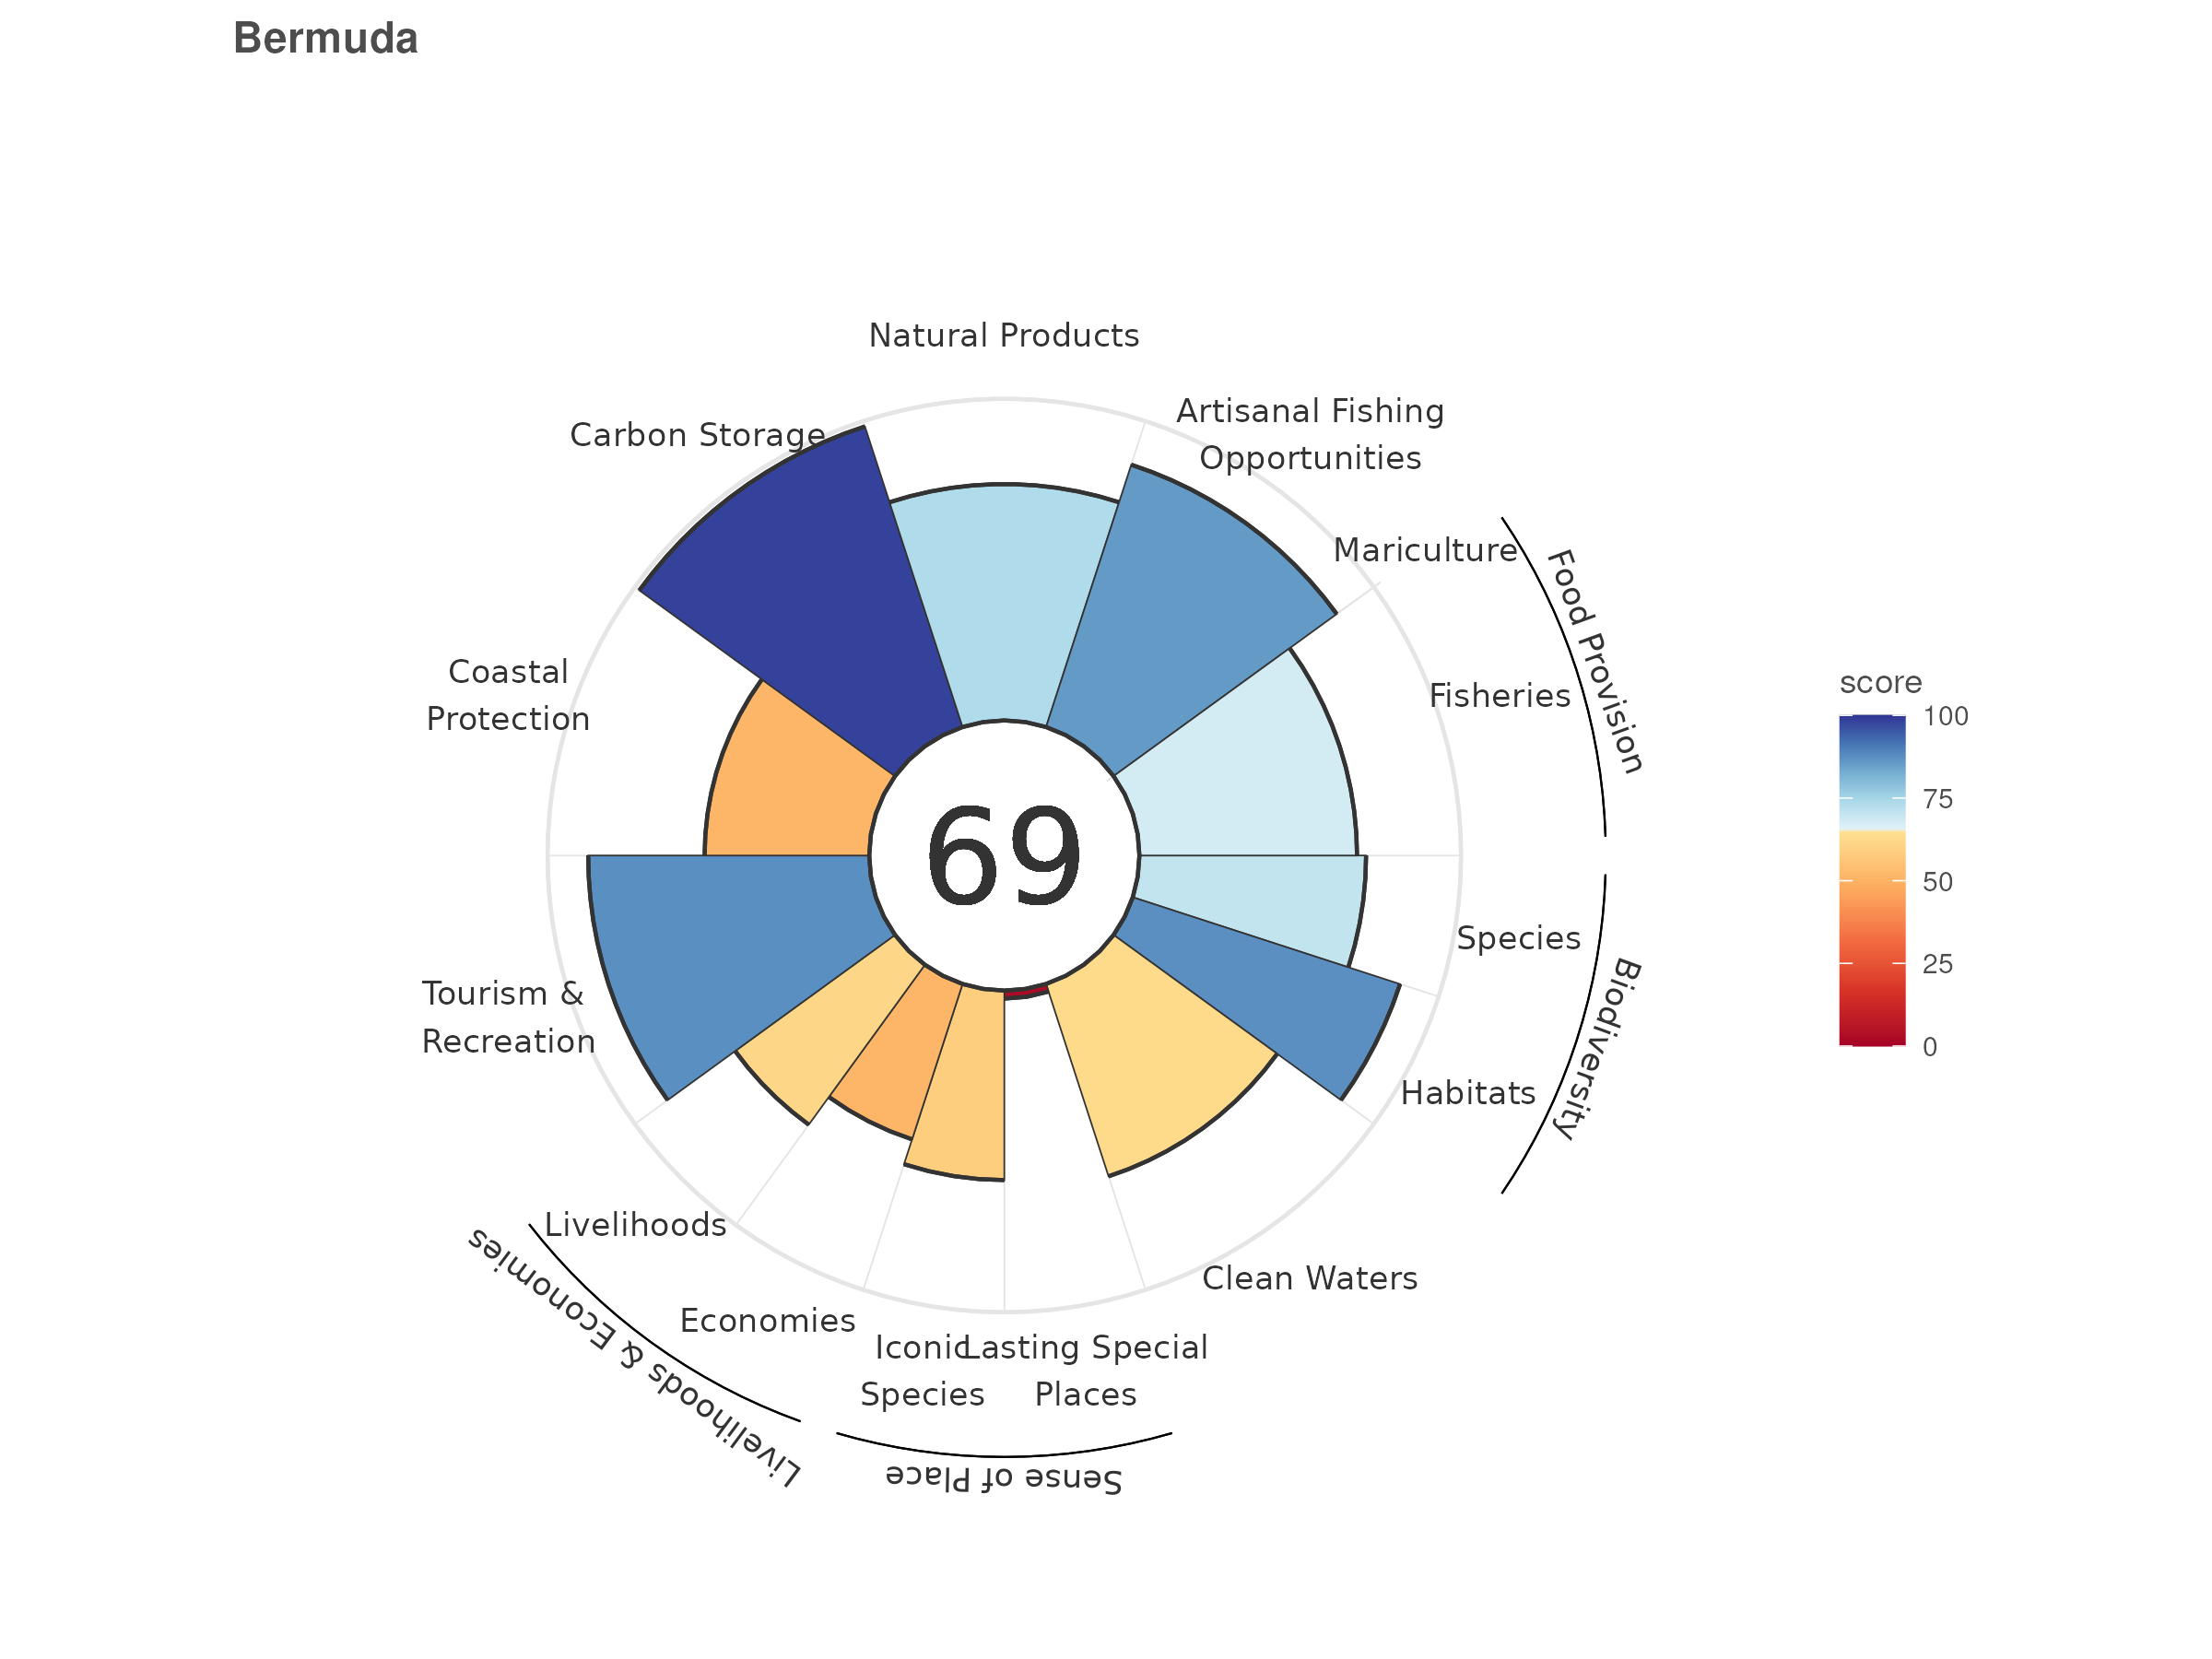 Bermuda
Natural Products
Artisanal Fishing
Opportunities
Carbon Storage
Mariculture
Food Provision
Coastal
Protection
Fisheries
score
100
75
50
25
0
69
Species
Biodiversity
Tourism &
Recreation
Habitats
Livelihoods
Livelihoods & Economies
Clean Waters
Economies
Iconic
Species
Lasting Special
Places
Sense of Place